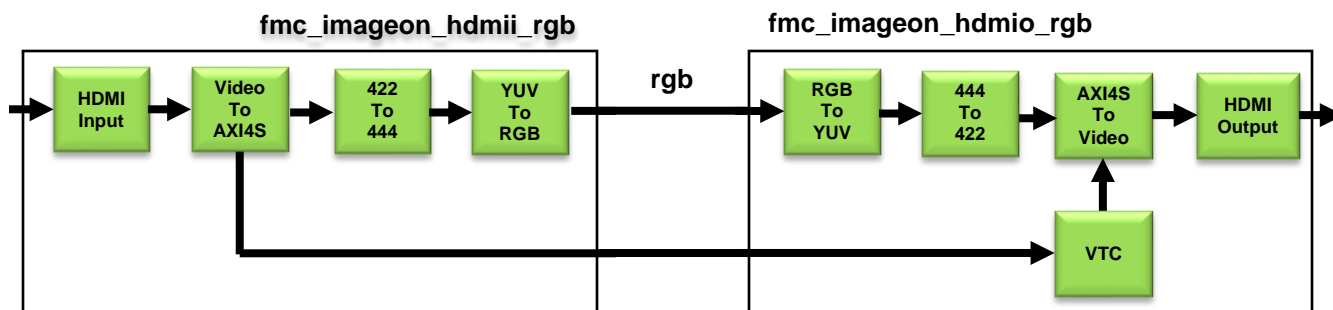 fmc_imageon_hdmii_rgb
fmc_imageon_hdmio_rgb
rgb
HDMI
Input
Video
To
AXI4S
422
To
444
YUV
To
RGB
RGB
To
YUV
444
To
422
AXI4S
To
Video
HDMI
Output
VTC